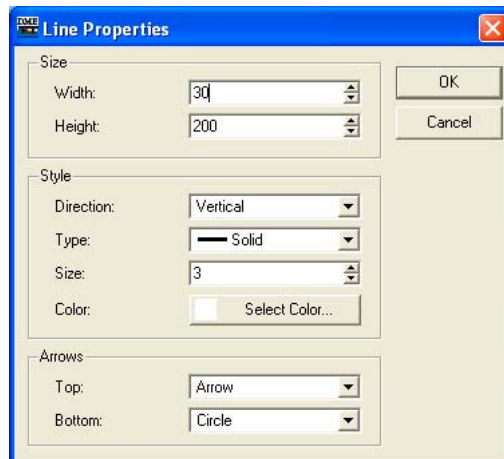 DME
Line Properties
Size
Width: 30
Height: 200
OK
Cancel
Style
Direction: Vertical
Type: Solid
Size: 3
Color: Select Color...
Arrows
Top: Arrow
Bottom: Circle